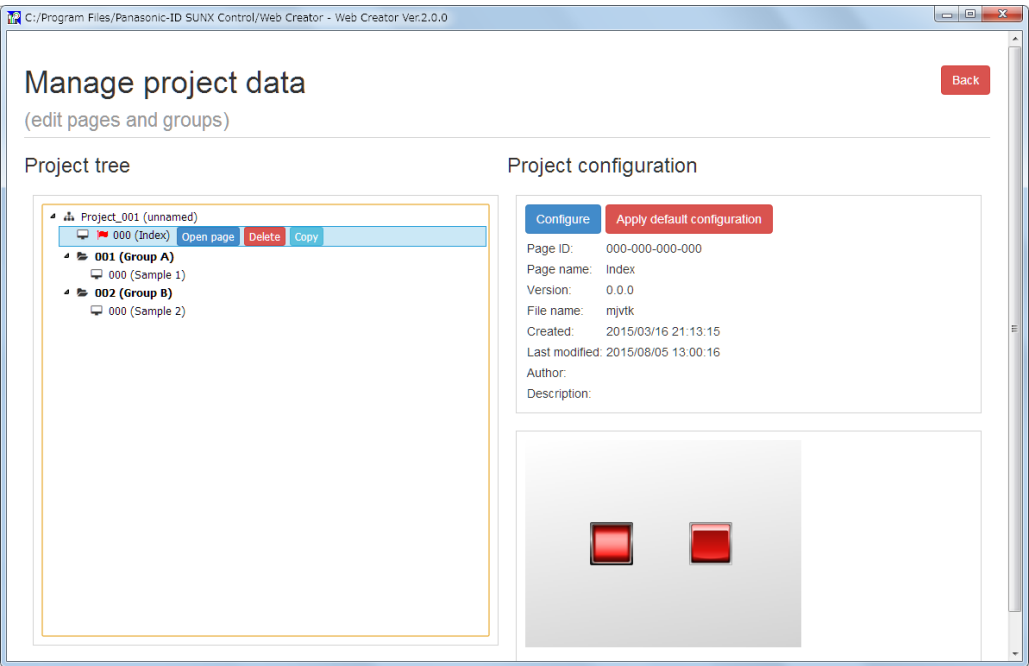 C:/Program Files/Panasonic-ID SUNX Control/Web Creator - Web Creator Ver.2.0.0
Manage project data
Back
(edit pages and groups)
Project tree
Project_001 (unnamed)
000 (Index) Open page Delete Copy
001 (Group A)
000 (Sample 1)
002 (Group B)
000 (Sample 2)
Project configuration
Configure Apply default configuration
Page ID: 000-000-000-000
Page name: Index
Version: 0.0.0
File name: mjvtk
Created: 2015/03/16 21:13:15
Last modified: 2015/08/05 13:00:16
Author:
Description: